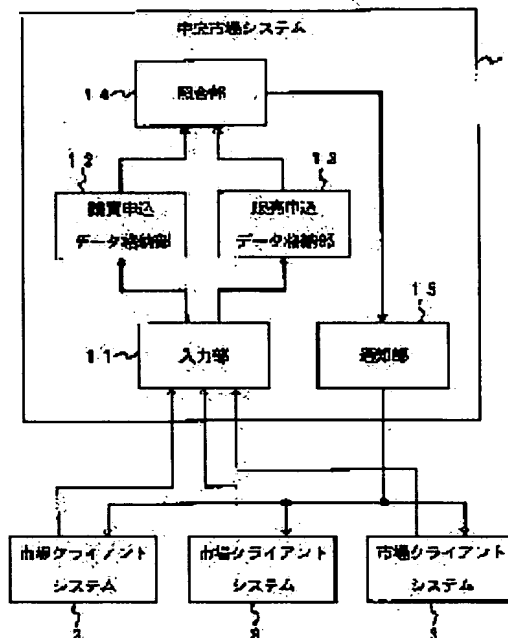 中央市場システム
14
照合部
12
13
購買申込
データ格納部
販売申込
データ格納部
15
11
入力部
通知部
市場クライアント
システム
市場クライアント
システム
市場クライアント
システム
2